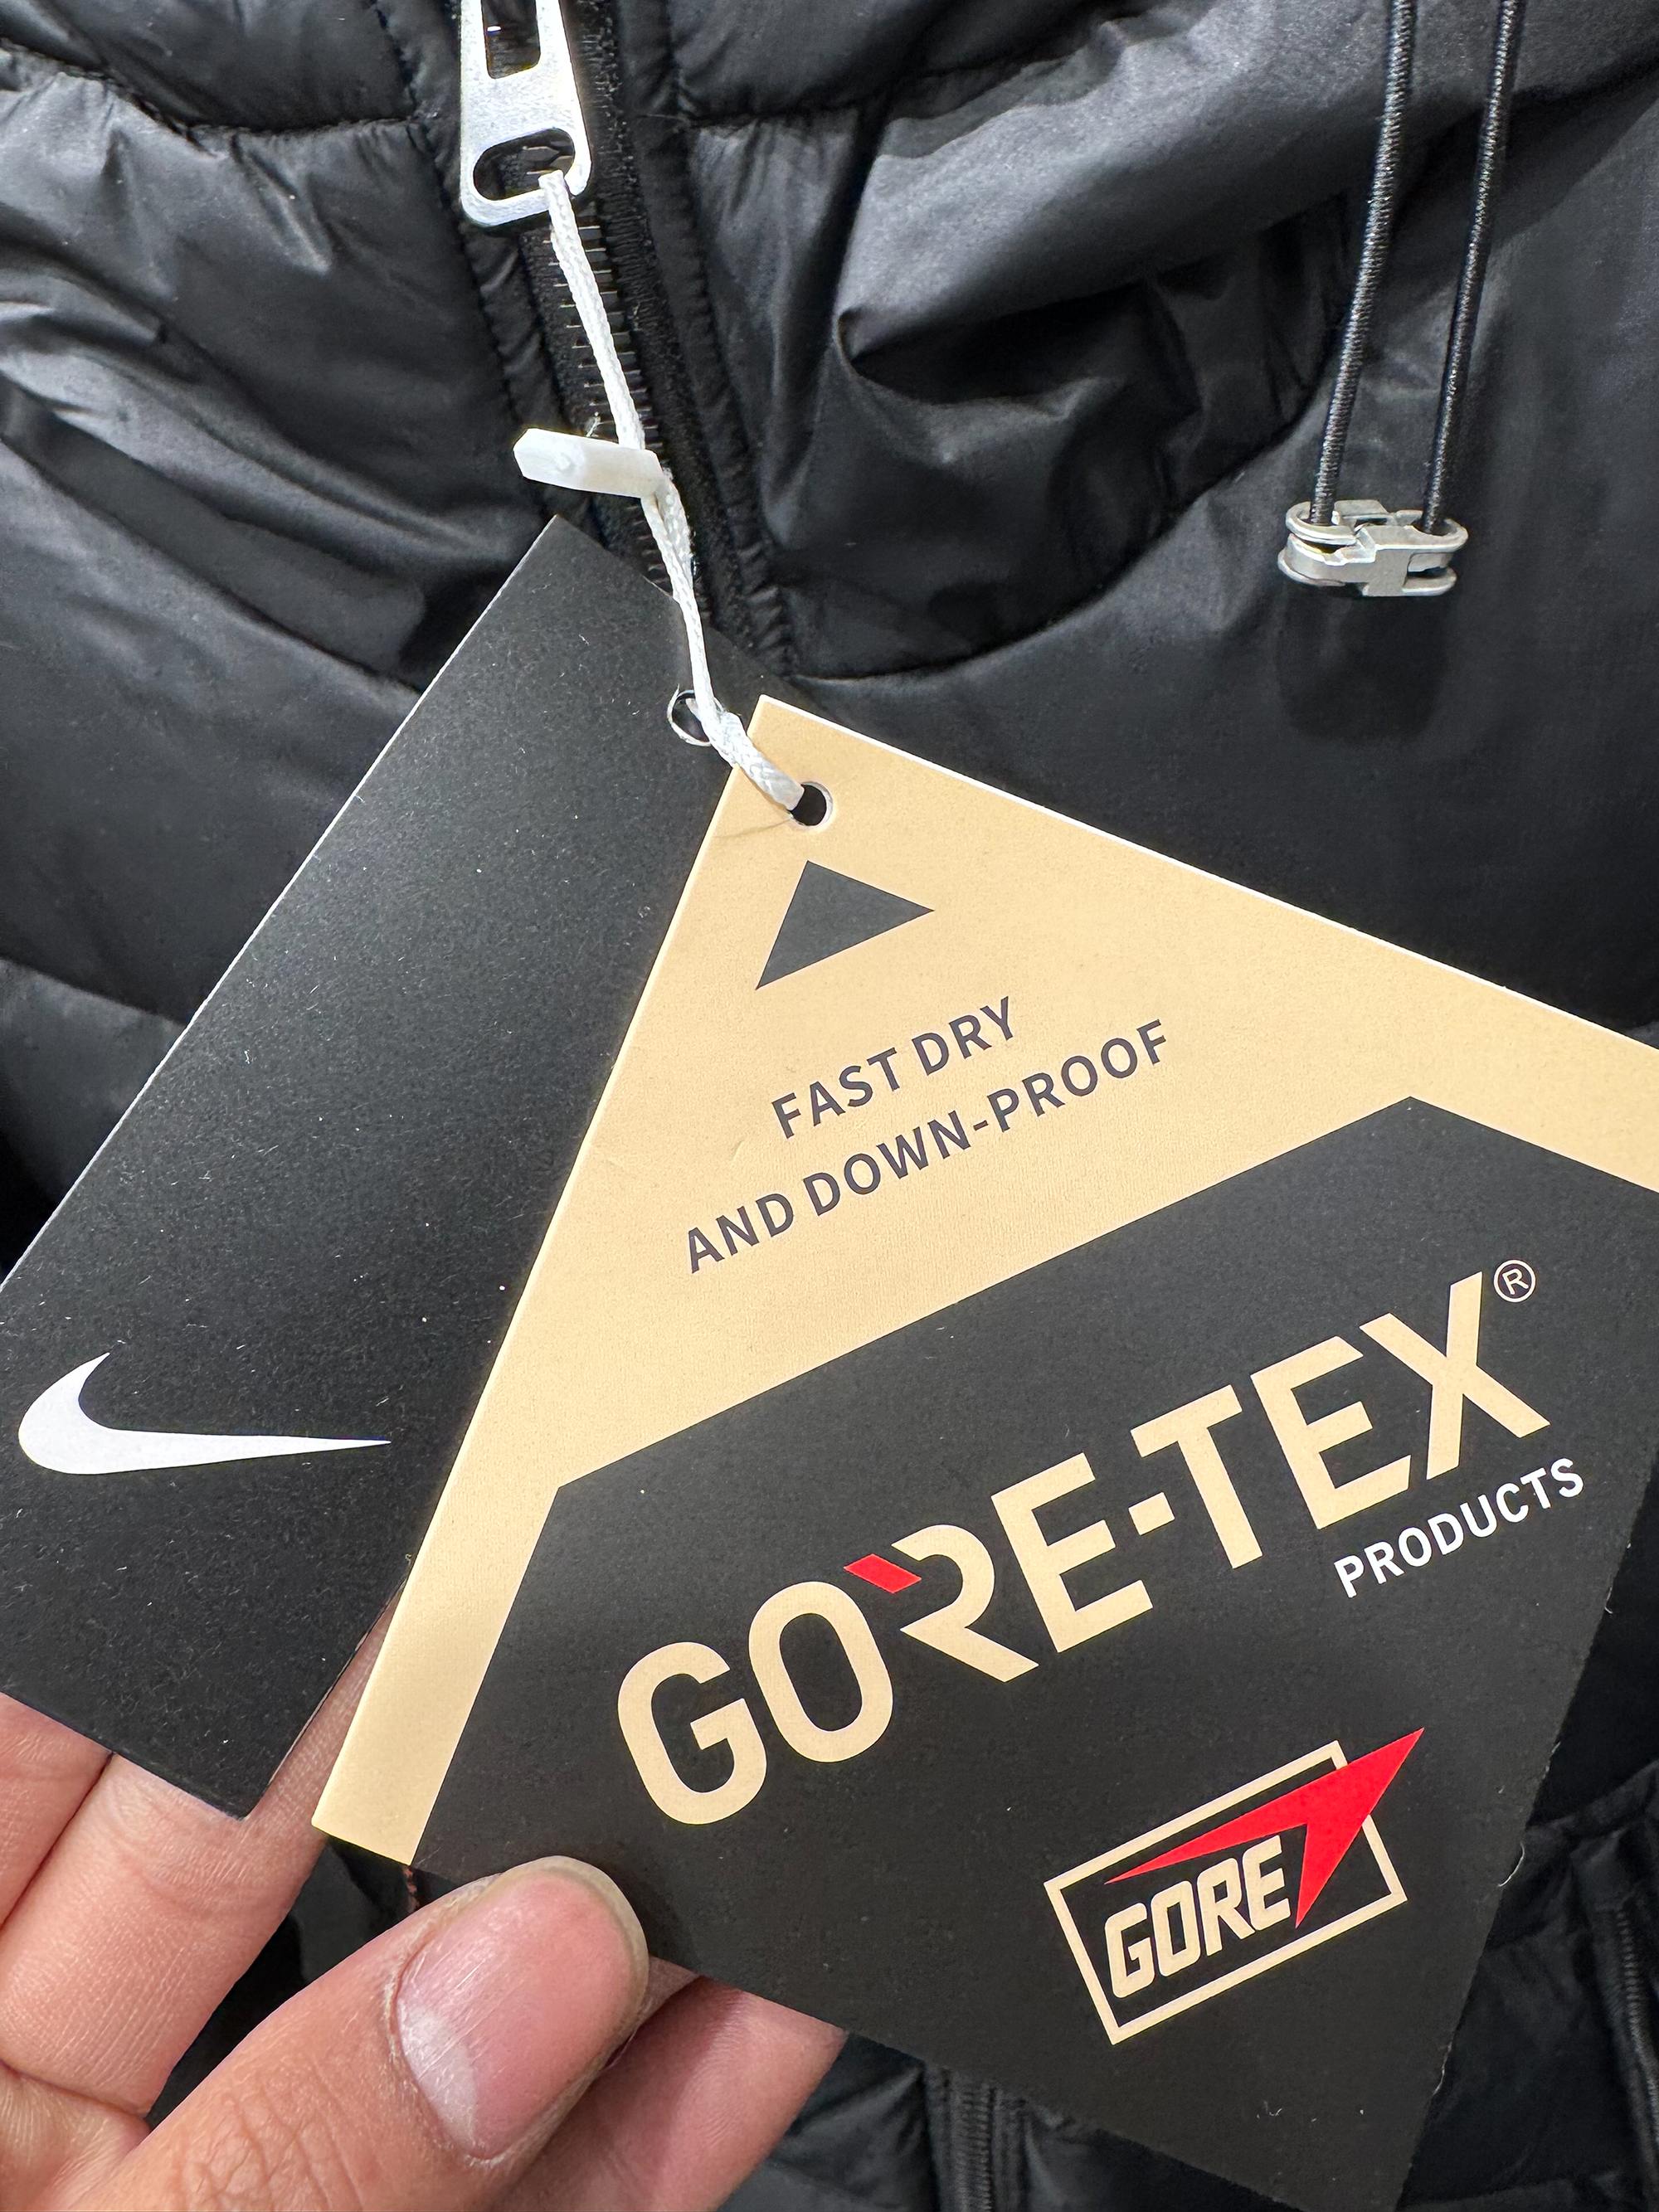 FAST DRY
AND DOWN-PROOF
GORE-TEX®
PRODUCTS
GORE